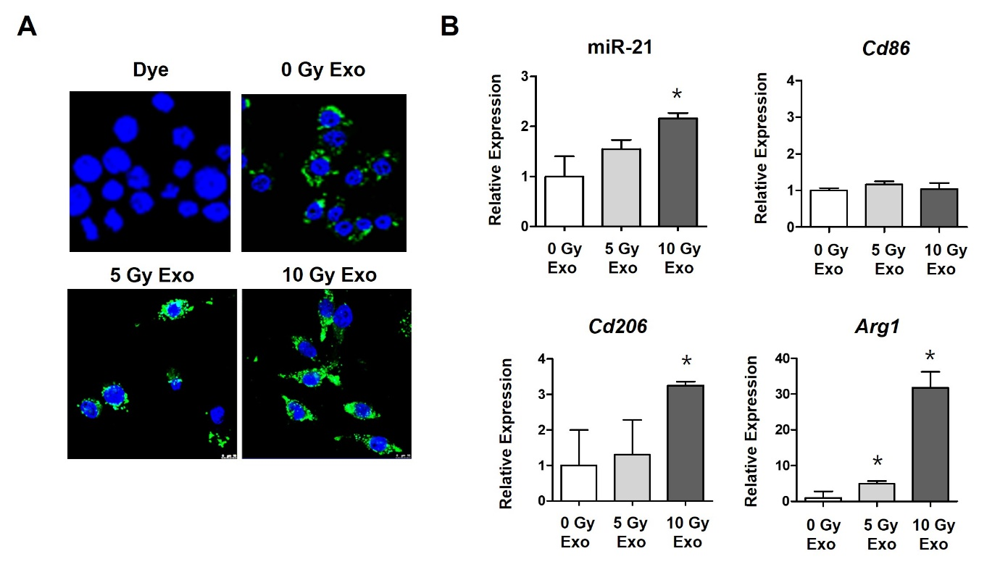 A
B
Dye
0 Gy Exo
5 Gy Exo
10 Gy Exo
miR-21
Relative Expression
3
2
1
0
0 Gy
Exo
5 Gy
Exo
10 Gy
Exo
*
Cd86
Relative Expression
4
3
2
1
0
0 Gy
Exo
5 Gy
Exo
10 Gy
Exo
Cd206
Relative Expression
4
3
2
1
0
0 Gy
Exo
5 Gy
Exo
10 Gy
Exo
*
Arg1
Relative Expression
40
30
20
10
0
0 Gy
Exo
5 Gy
Exo
10 Gy
Exo
*
*